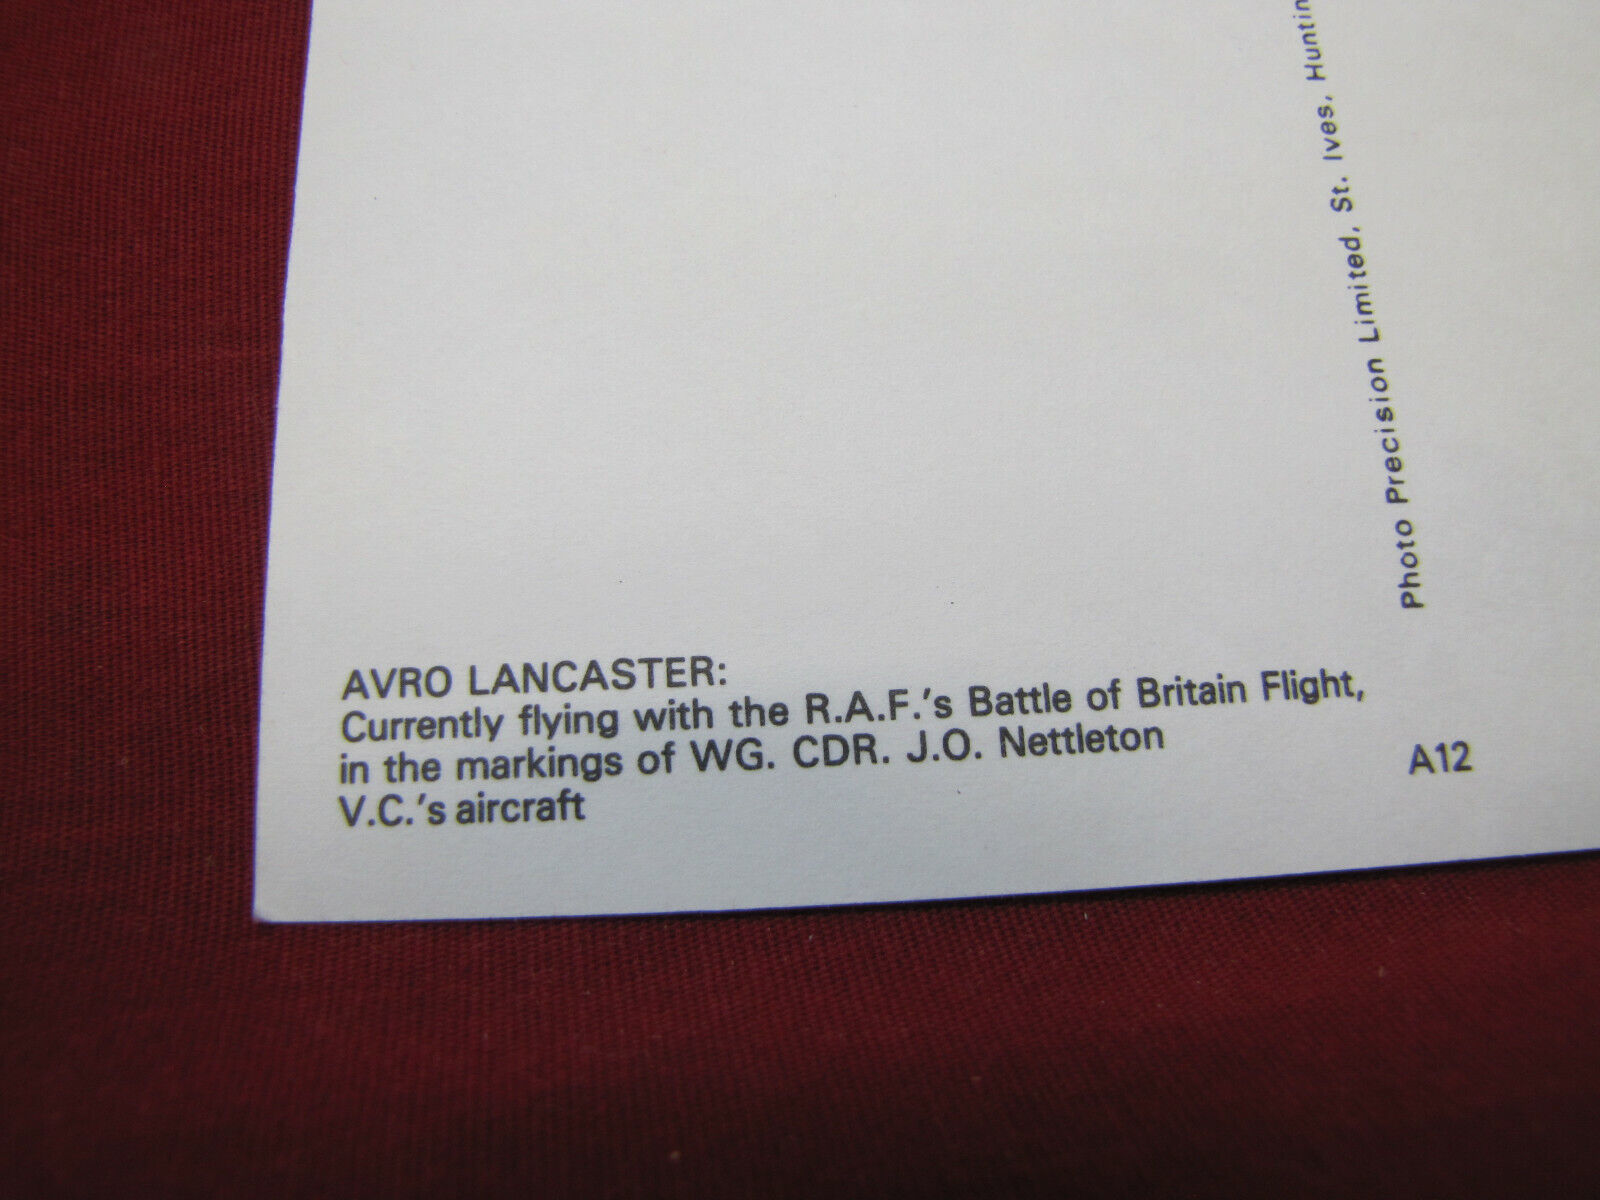 AVRO LANCASTER:
Currently flying with the R.A.F.'s Battle of Britain Flight,
in the markings of WG. CDR. J.O. Nettleton
V.C.'s aircraft
A12
Photo Precision Limited, St. Ives,